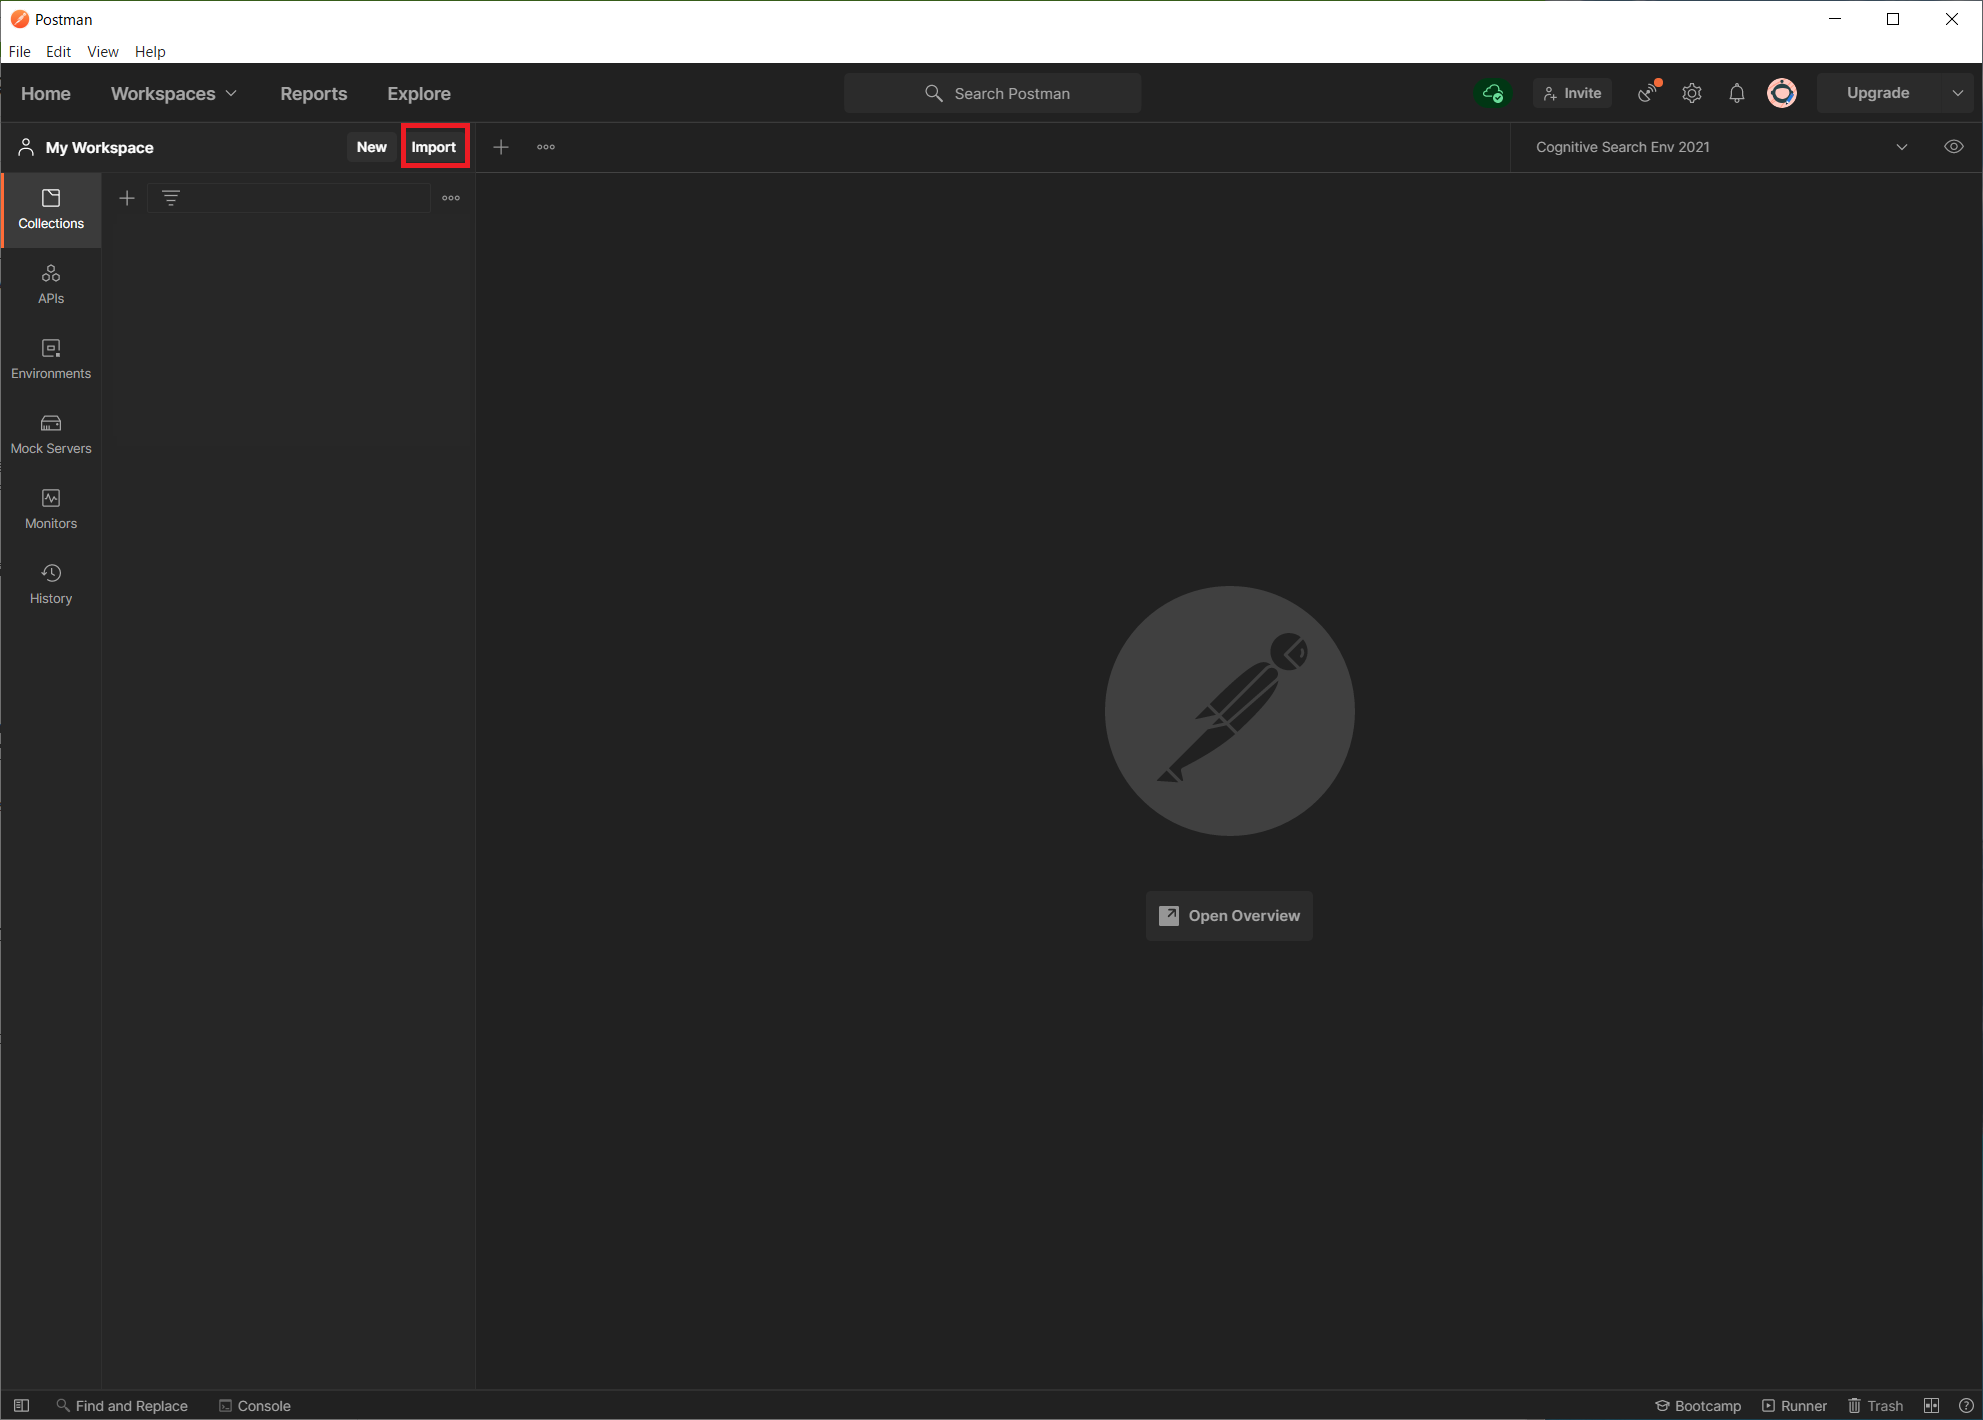 Postman
File Edit View Help
Home Workspaces Reports Explore Search Postman Invite Upgrade
My Workspace New Import Cognitive Search Env 2021
Collections
APIs
Environments
Mock Servers
Monitors
History
Open Overview
Find and Replace Console Bootcamp Runner Trash